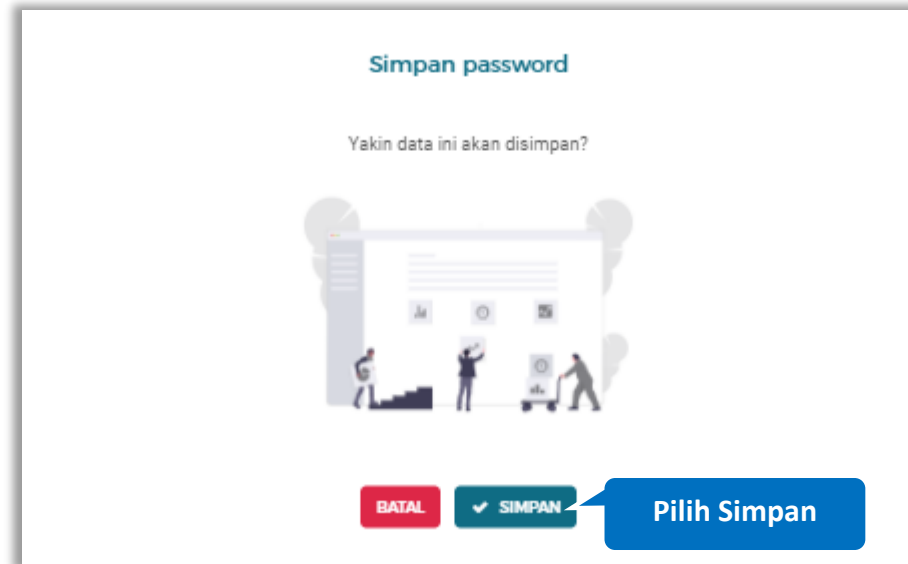 Simpan password
Yakin data ini akan disimpan?
BATAL
SIMPAN
Pilih Simpan